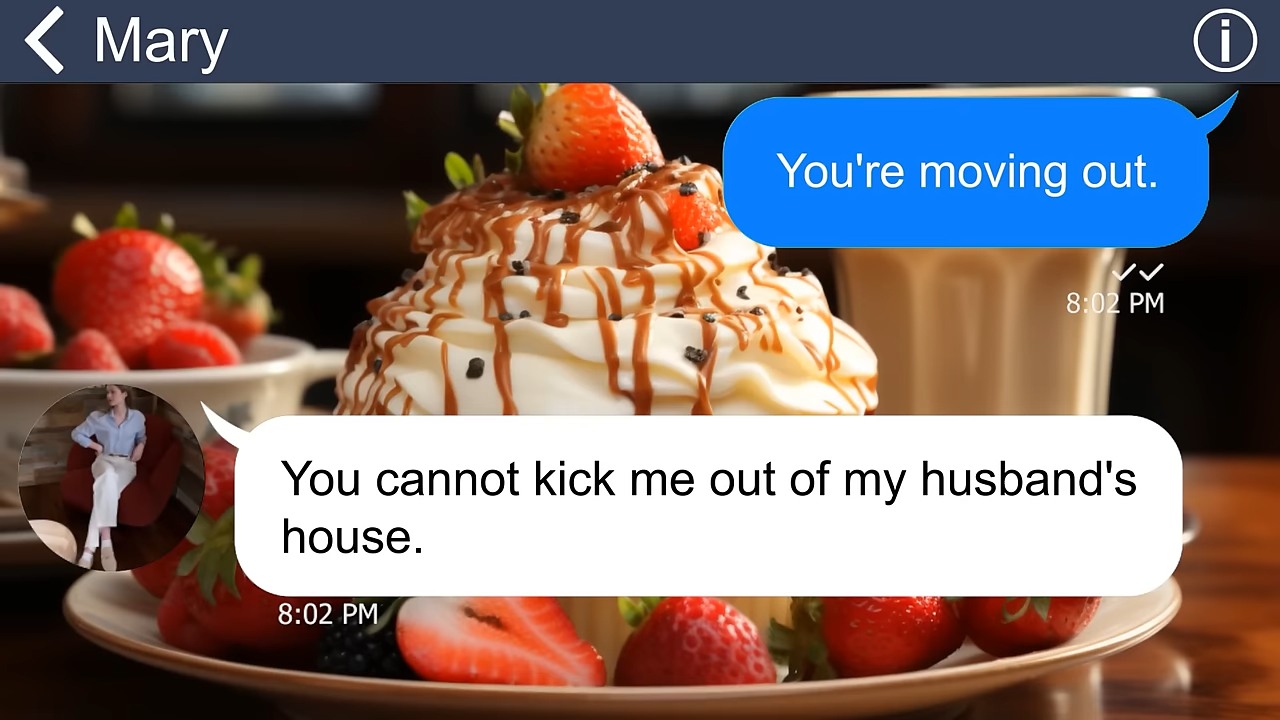 Mary
You're moving out.
8:02 PM
You cannot kick me out of my husband's
house.
8:02 PM